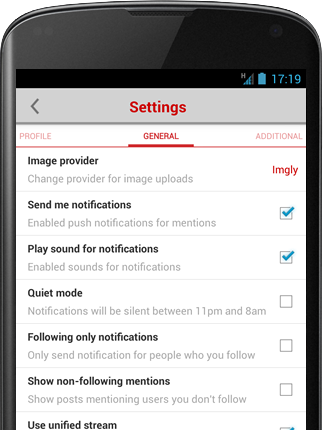 H 17:19
Settings
PROFILE GENERAL ADDITIONAL
Image provider
Change provider for image uploads
Imgly
Send me notifications
Enabled push notifications for mentions
Play sound for notifications
Enabled sounds for notifications
Quiet mode
Notifications will be silent between 11pm and 8am
Following only notifications
Only send notification for people who you follow
Show non-following mentions
Show posts mentioning users you don't follow
Use unified stream